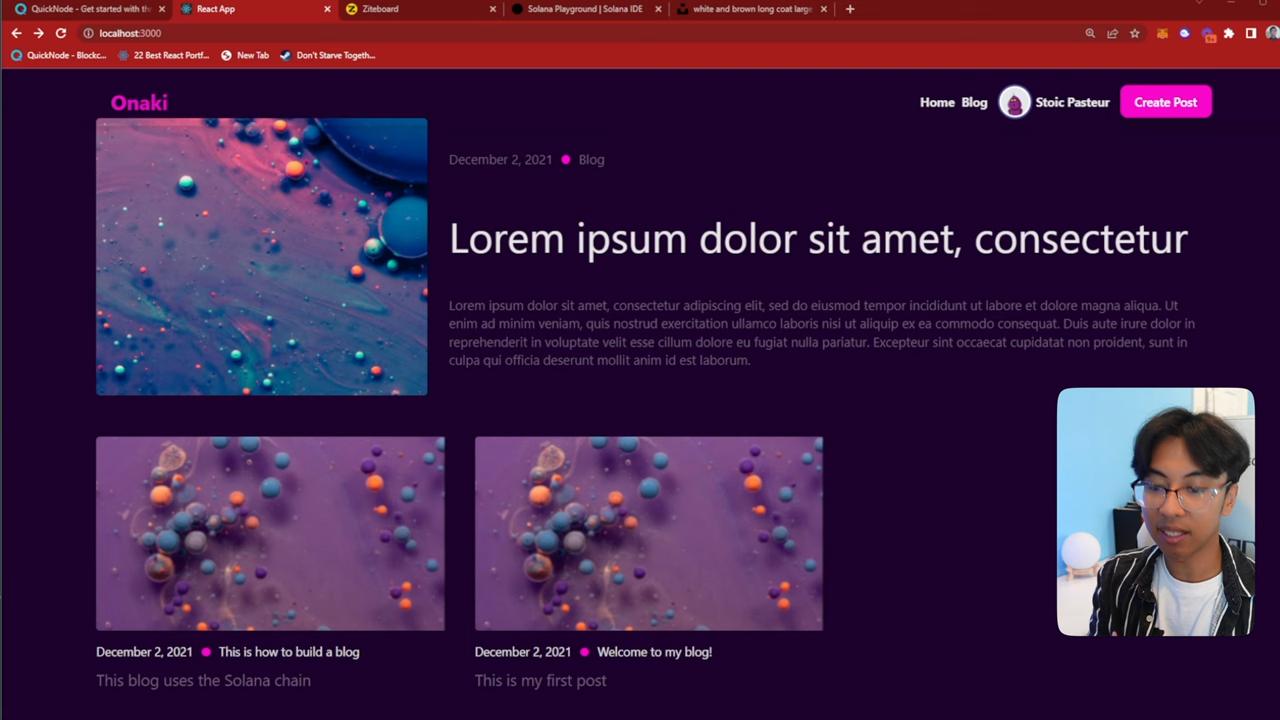 QuickNode - Get started with th
React App
Ziteboard
Solana Playground | Solana IDE
white and brown long coat large
localhost:3000
QuickNode - Blockc...
22 Best React Portf...
New Tab
Don't Starve Togethe...
Onaki
Home Blog Stoic Pasteur Create Post
December 2, 2021 Blog
Lorem ipsum dolor sit amet, consectetur
Lorem ipsum dolor sit amet, consectetur adipiscing elit, sed do eiusmod tempor incididunt ut labore et dolore magna aliqua. Ut
enim ad minim veniam, quis nostrud exercitation ullamco laboris nisi ut aliquip ex ea commodo consequat. Duis aute irure dolor in
reprehenderit in voluptate velit esse cillum dolore eu fugiat nulla pariatur. Excepteur sint occaecat cupidatat non proident, sunt in
culpa qui officia deserunt mollit anim id est laborum.
December 2, 2021 This is how to build a blog
This blog uses the Solana chain
December 2, 2021 Welcome to my blog!
This is my first post